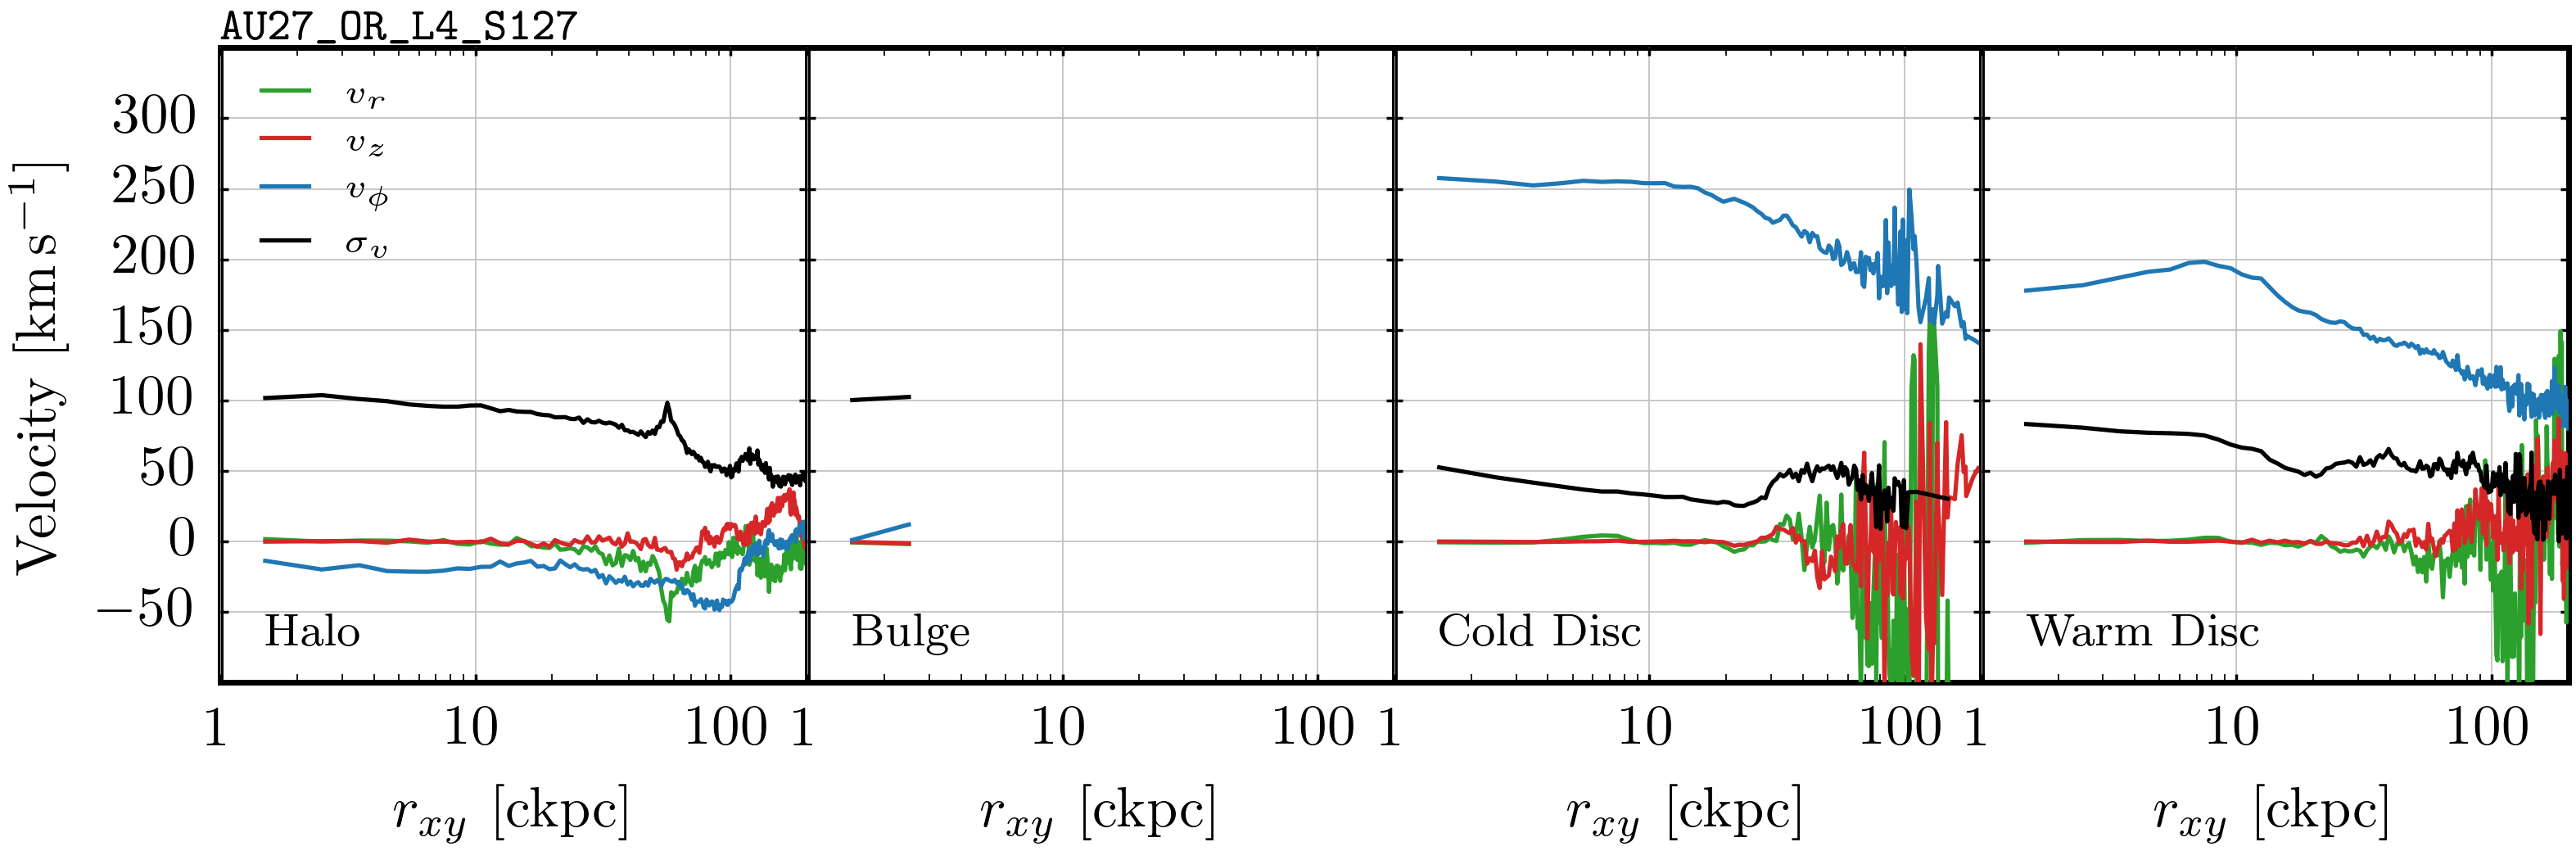 AU27_OR_L4_S127
Velocity [km s⁻¹]
300
250
200
150
100
50
0
−50
v_r
v_z
v_ϕ
σ_v
Halo
Bulge
Cold Disc
Warm Disc
1 10 100 1 10 100 1 10 100 1 10 100
r_xy [ckpc] r_xy [ckpc] r_xy [ckpc] r_xy [ckpc]